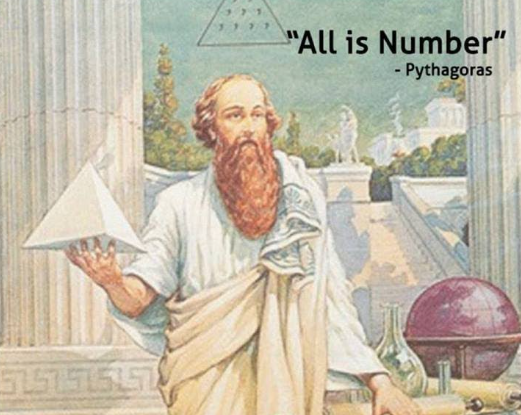 “All is Number”
- Pythagoras